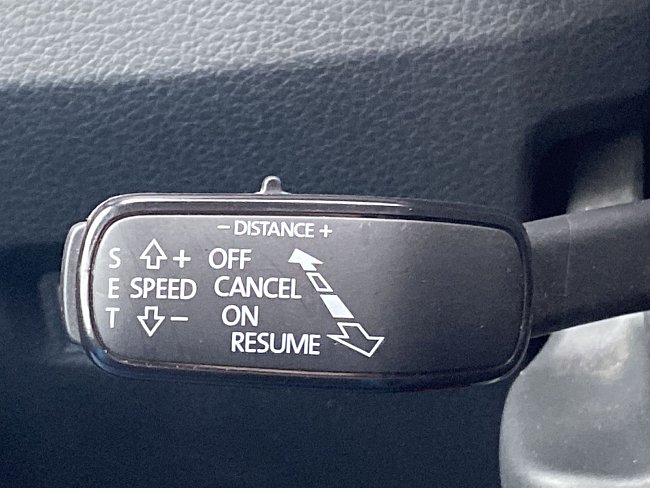 − DISTANCE +
S + OFF
E SPEED CANCEL
T − ON
RESUME